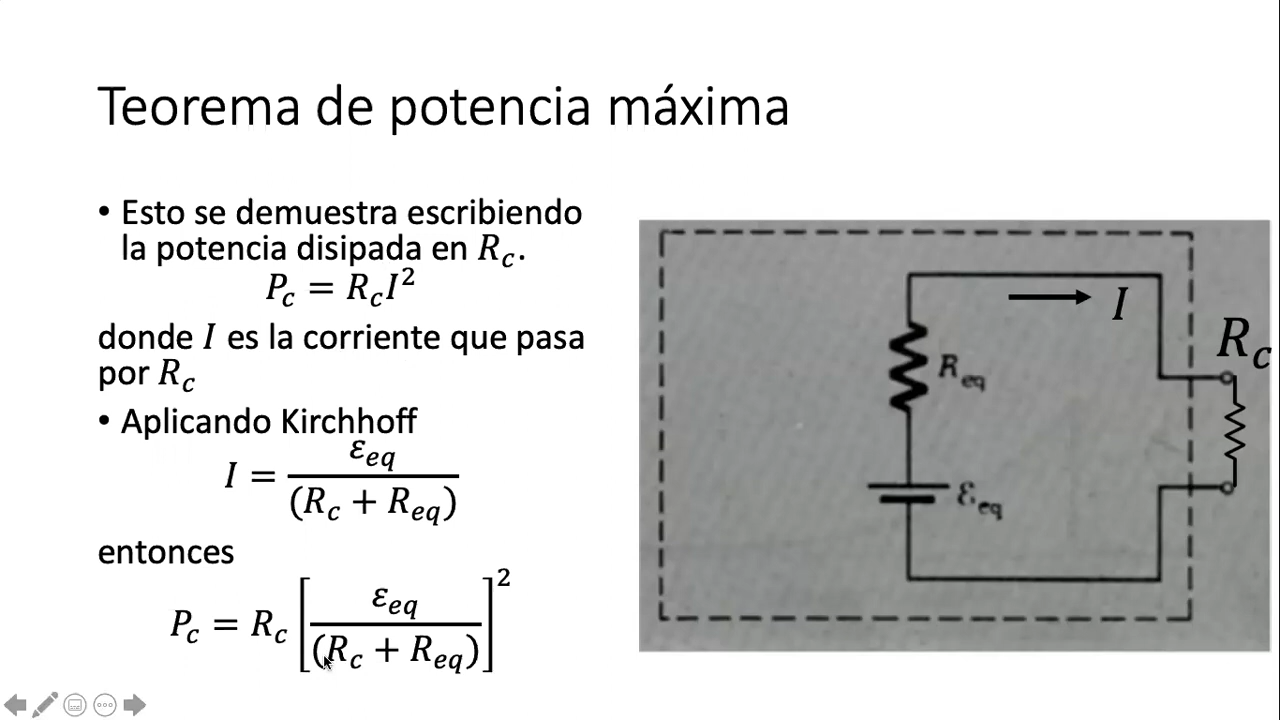 Teorema de potencia máxima
• Esto se demuestra escribiendo
la potencia disipada en R_c.
P_c = R_c I^2
donde I es la corriente que pasa
por R_c
• Aplicando Kirchhoff
I = ε_eq / (R_c + R_eq)
entonces
P_c = R_c [ε_eq / (R_c + R_eq)]^2
I
R_c
R_eq
ε_eq